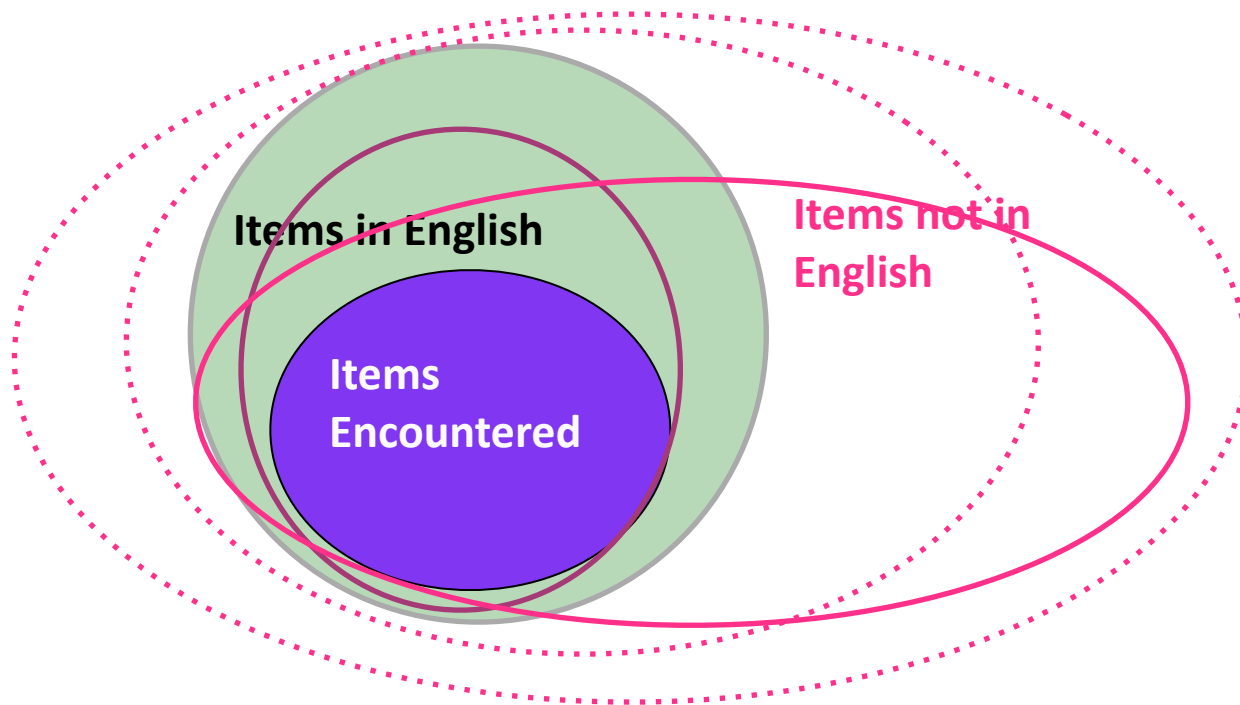 Items in English
Items not in
English
Items
Encountered